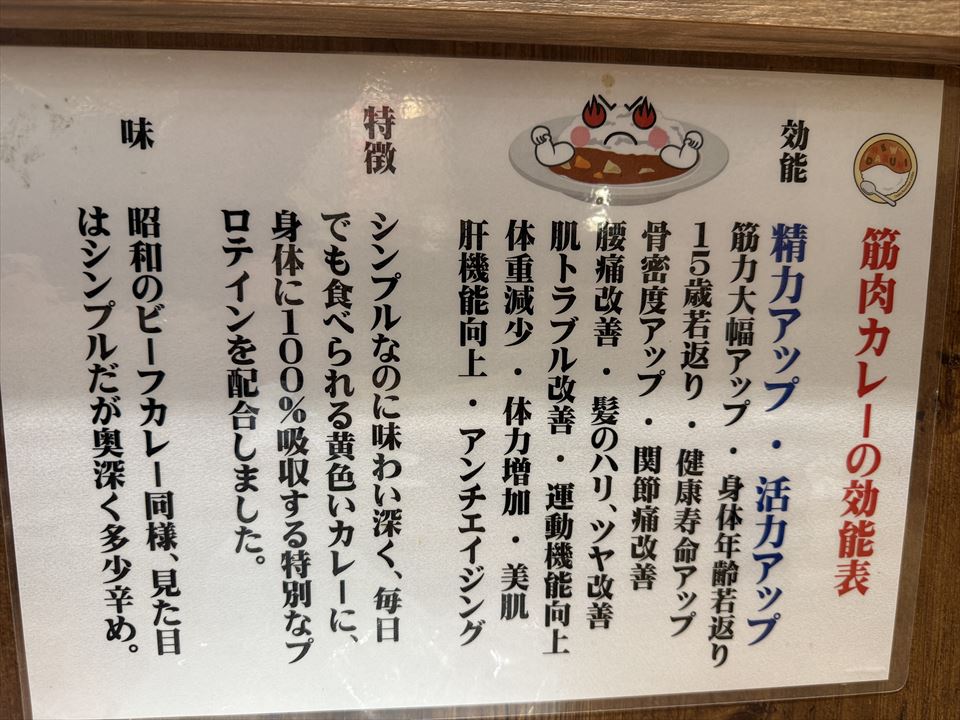 筋肉カレーの効能表
効能
精力アップ・活力アップ
筋力大幅アップ・身体年齢若返り
15歳若返り・健康寿命アップ
骨密度アップ・関節痛改善
腰痛改善・髪のハリ、ツヤ改善
肌トラブル改善・運動機能向上
体重減少・体力増加・美肌
肝機能向上・アンチエイジング
特徴
シンプルなのに味わい深く、毎日
でも食べられる黄色いカレーに、
身体に100%吸収する特別なプ
ロテインを配合しました。
味
昭和のビーフカレー同様、見た目
はシンプルだが奥深く多少辛め。